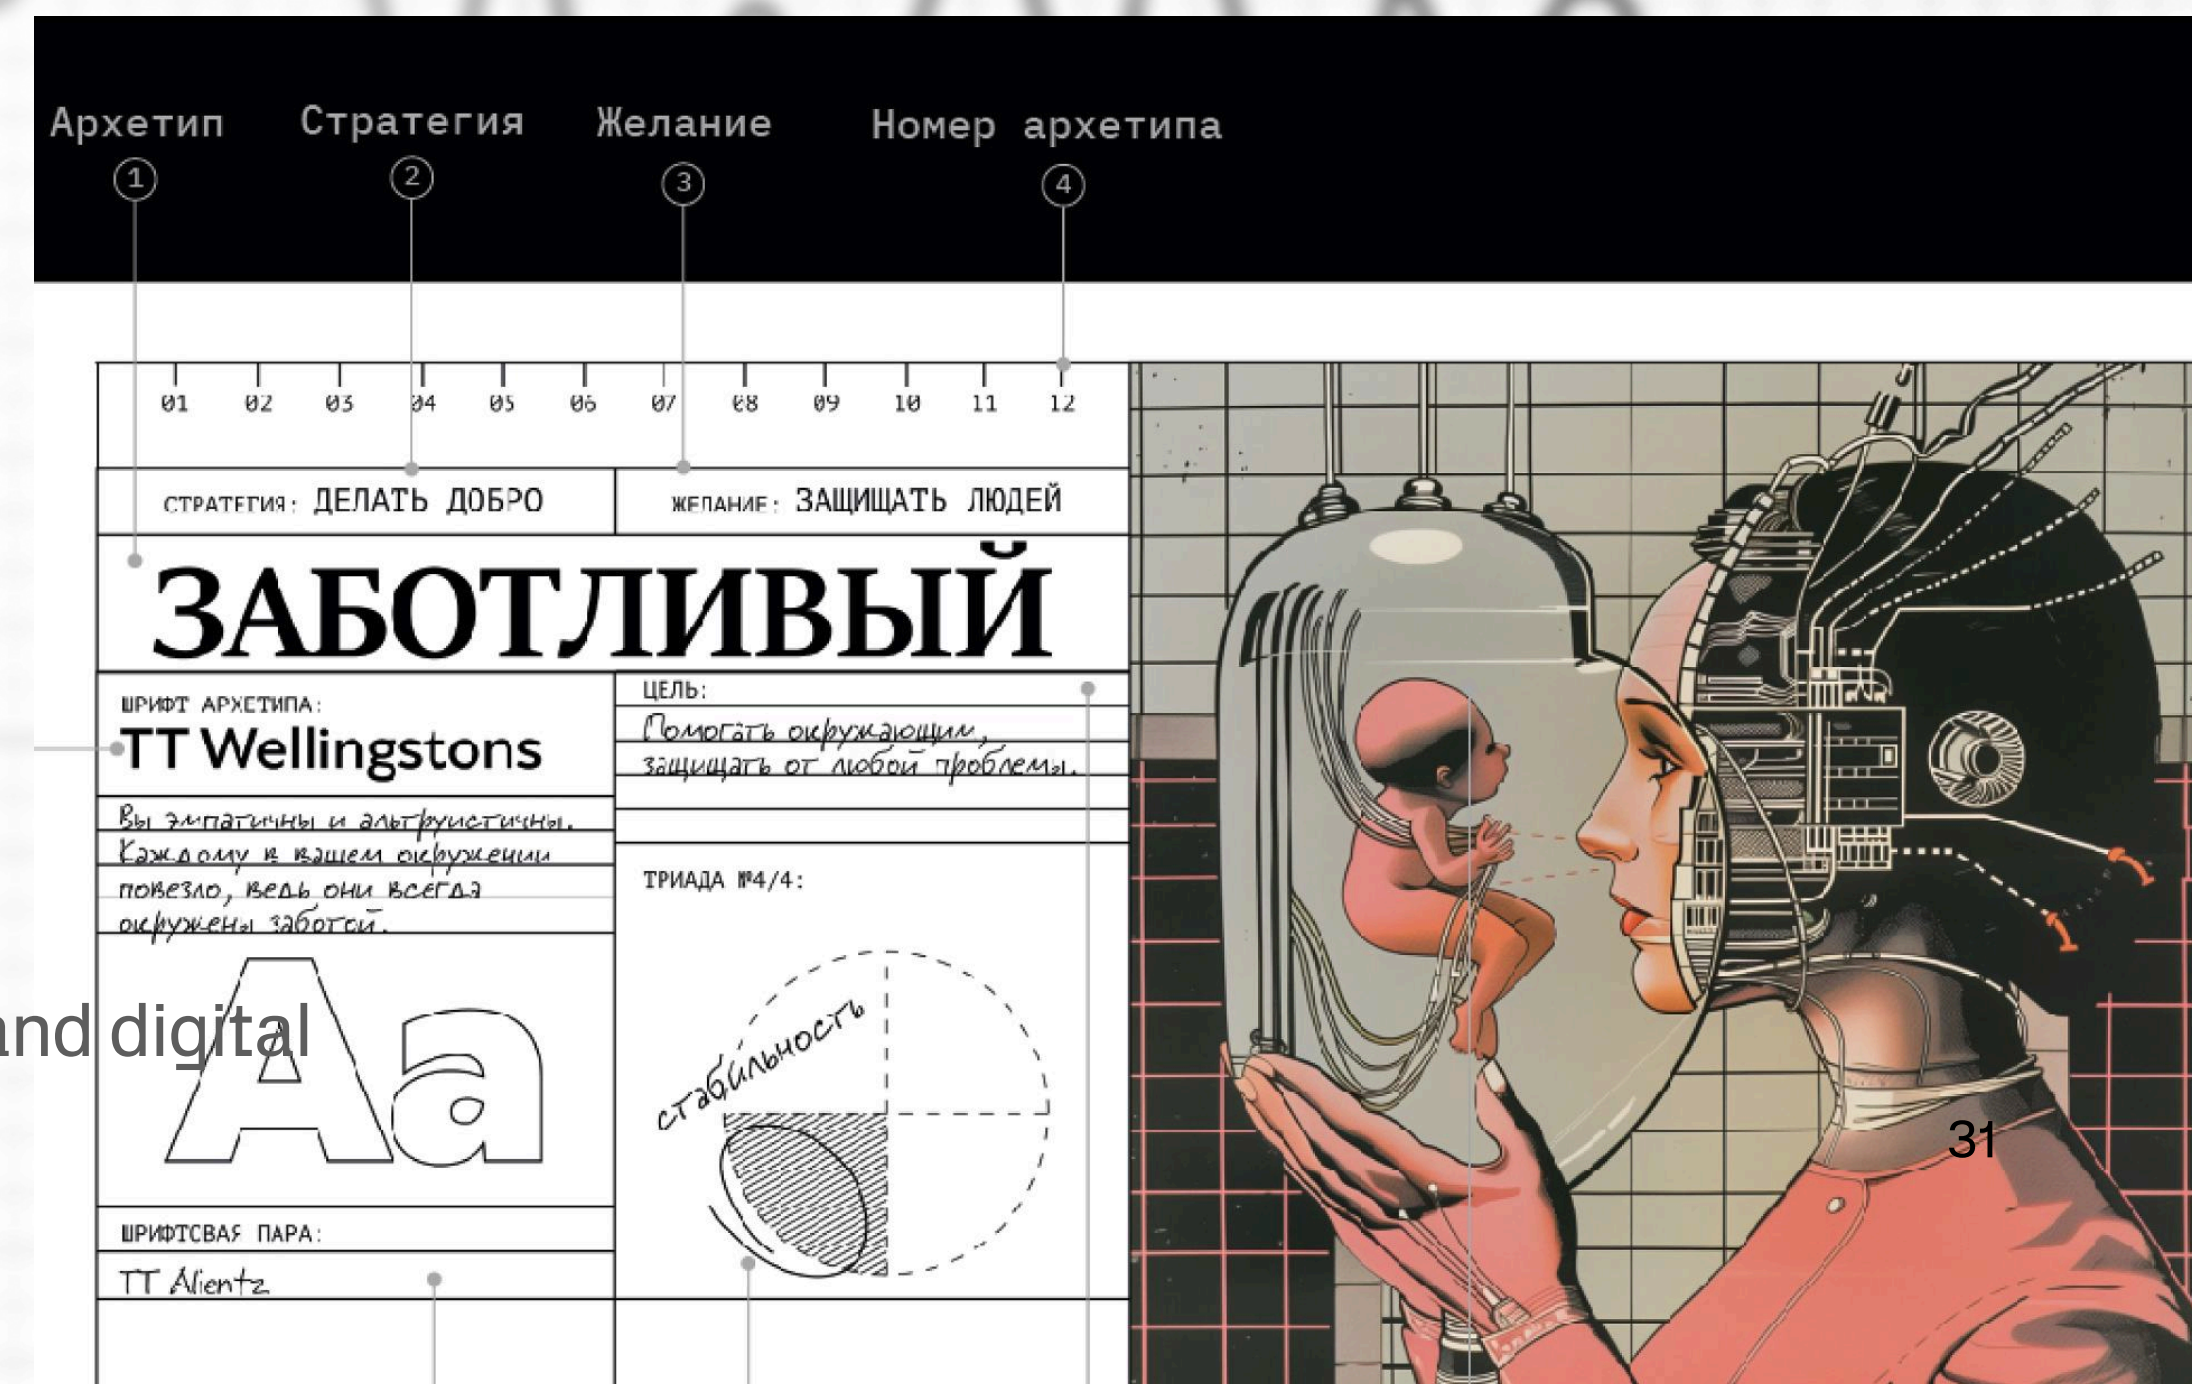 Архетип Стратегия Желание Номер архетипа
1 2 3 4
01 02 03 04 05 06 07 08 09 10 11 12
СТРАТЕГИЯ: ДЕЛАТЬ ДОБРО
ЖЕЛАНИЕ: ЗАЩИЩАТЬ ЛЮДЕЙ
ЗАБОТЛИВЫЙ
ШРИФТ АРХЕТИПА:
TT Wellingstons
Вы эмпатичны и альтруистичны.
Каждому в вашем окружении
повезло, ведь они всегда
окружены заботой.
Aa
and digital
ШРИФТОВАЯ ПАРА:
TT Alientz
ЦЕЛЬ:
Помогать окружающим,
защищать от любой проблемы.
ТРИАДА №4/4:
стабильность
31